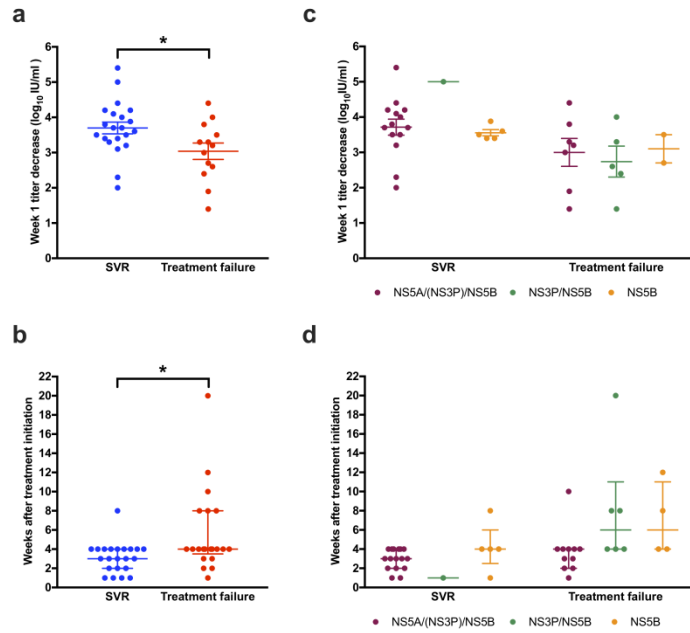 a
*
Week 1 titer decrease (log10IU/ml)
6
5
4
3
2
1
0
SVR
Treatment failure
c
Week 1 titer decrease (log10IU/ml)
6
5
4
3
2
1
0
SVR
Treatment failure
NS5A/(NS3P)/NS5B
NS3P/NS5B
NS5B
b
*
Weeks after treatment initiation
22
20
18
16
14
12
10
8
6
4
2
0
SVR
Treatment failure
d
Weeks after treatment initiation
22
20
18
16
14
12
10
8
6
4
2
0
SVR
Treatment failure
NS5A/(NS3P)/NS5B
NS3P/NS5B
NS5B